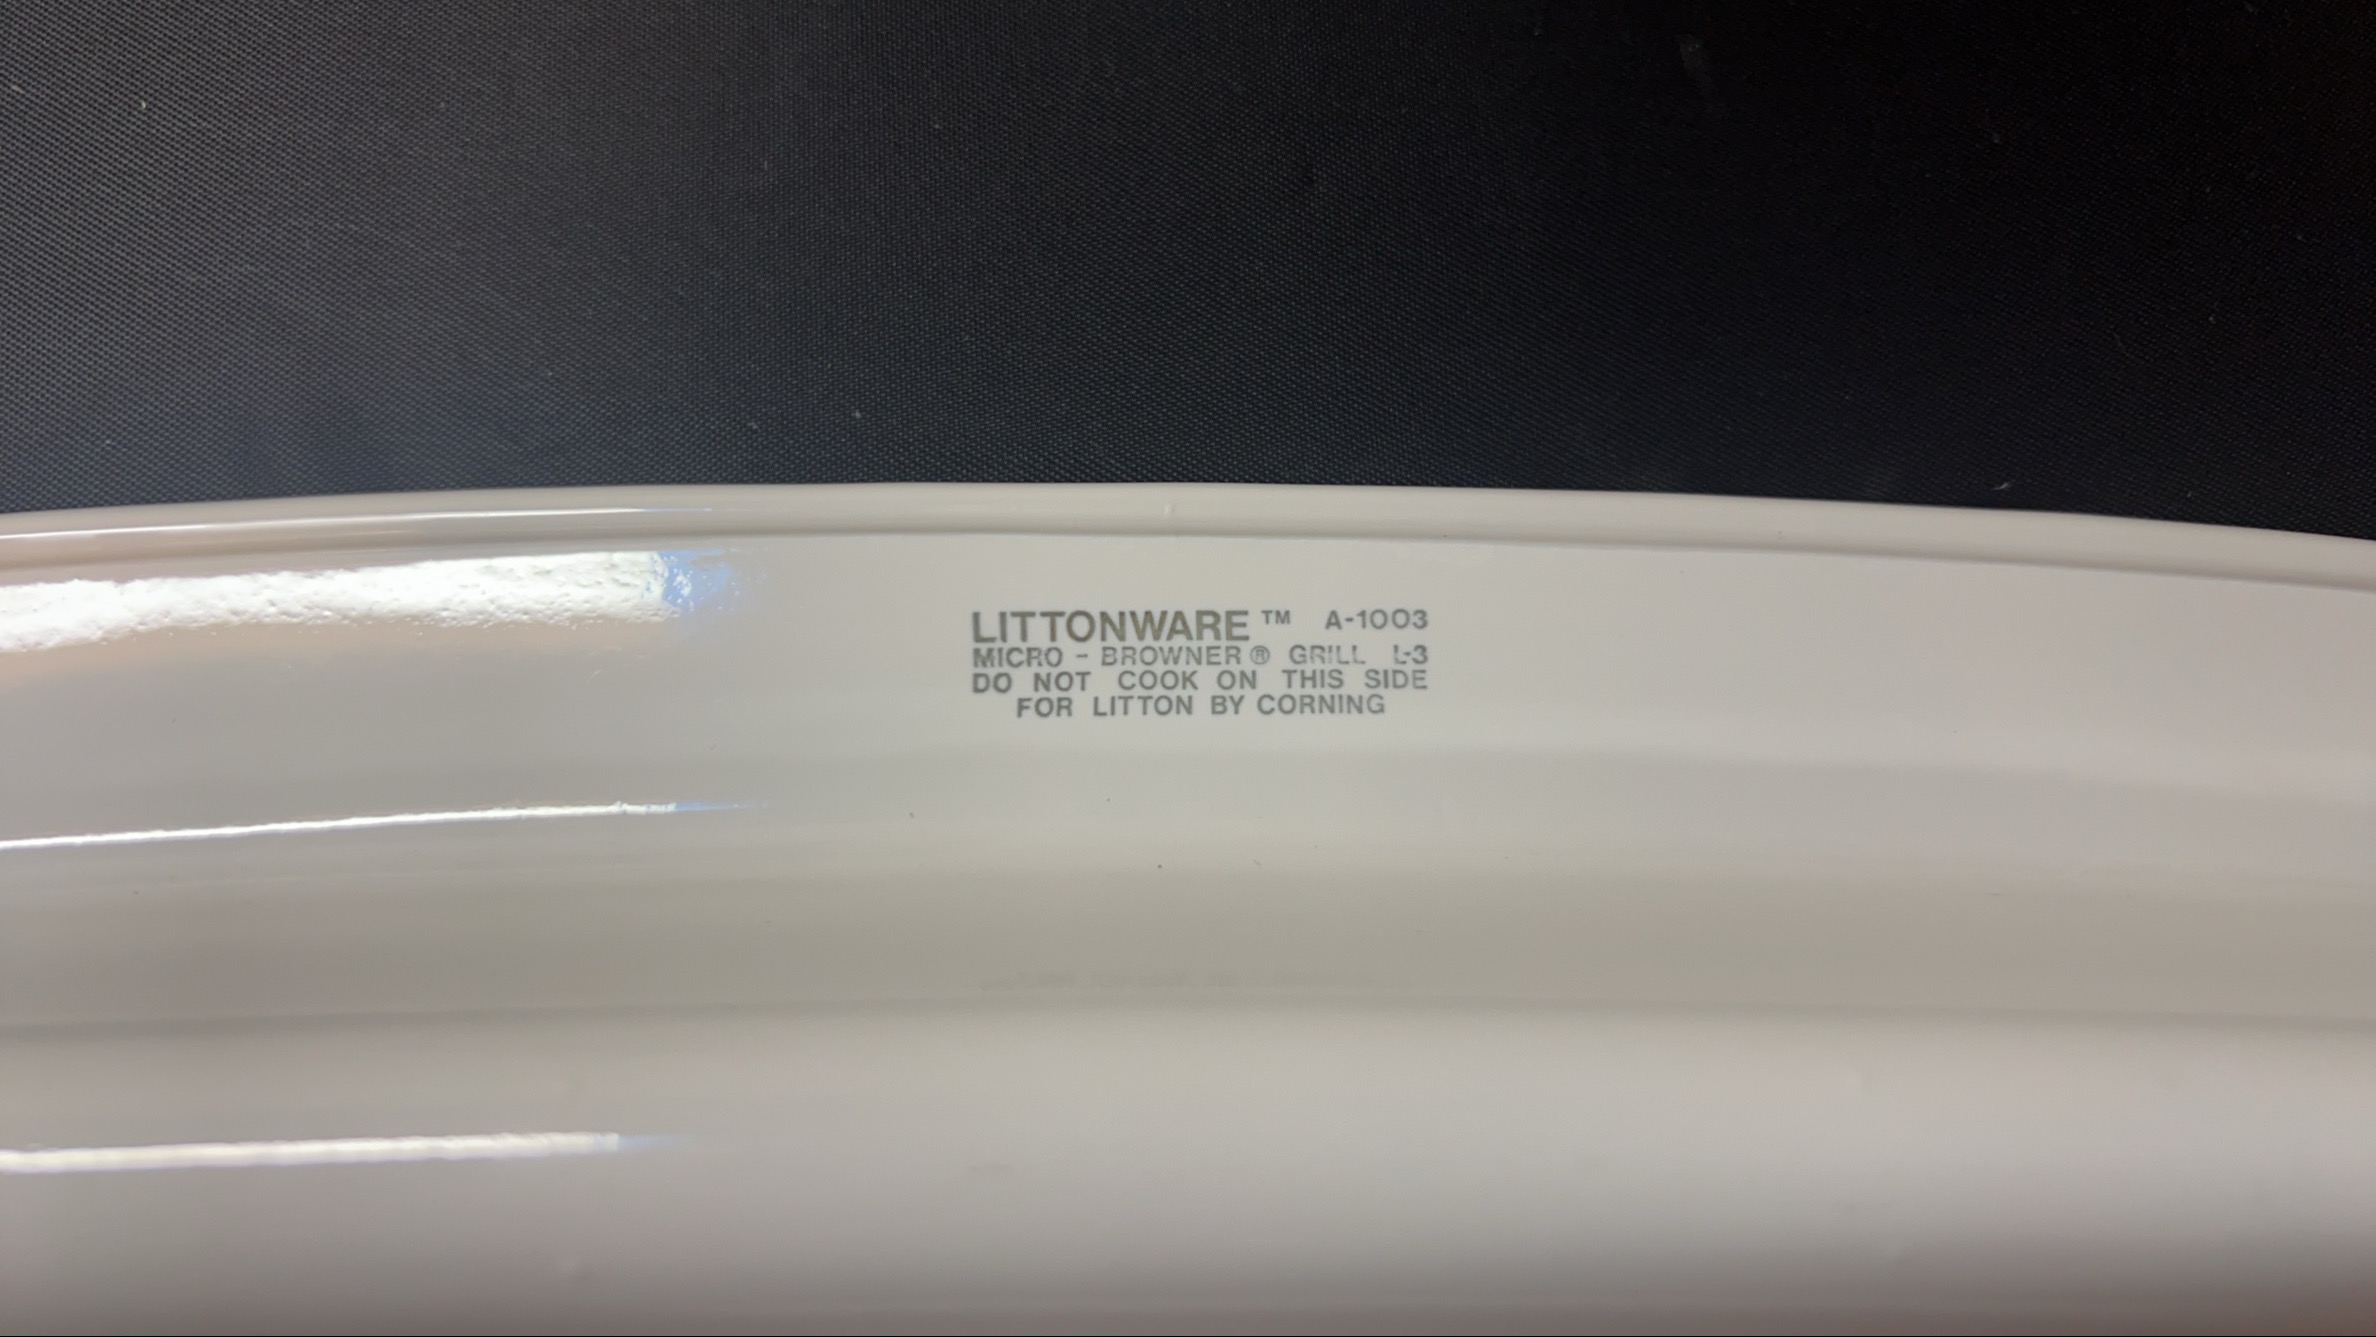 LITTONWARE™ A-1003
MICRO - BROWNER® GRILL L-3
DO NOT COOK ON THIS SIDE
FOR LITTON BY CORNING